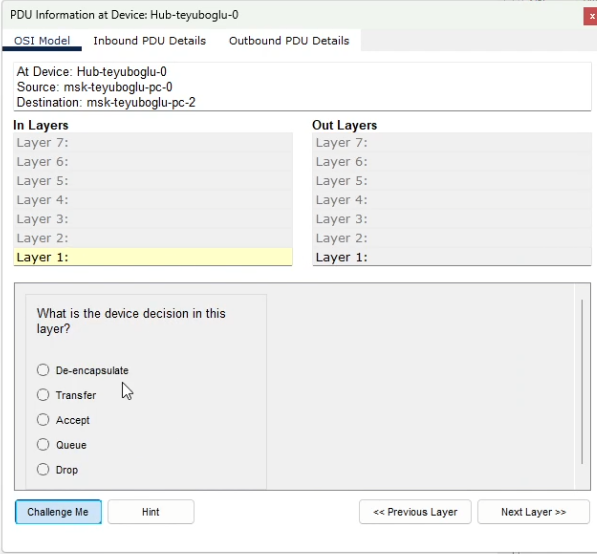 PDU Information at Device: Hub-teyuboglu-0
x
OSI Model Inbound PDU Details Outbound PDU Details
At Device: Hub-teyuboglu-0
Source: msk-teyuboglu-pc-0
Destination: msk-teyuboglu-pc-2
In Layers
Layer 7:
Layer 6:
Layer 5:
Layer 4:
Layer 3:
Layer 2:
Layer 1:
Out Layers
Layer 7:
Layer 6:
Layer 5:
Layer 4:
Layer 3:
Layer 2:
Layer 1:
What is the device decision in this
layer?
De-encapsulate
Transfer
Accept
Queue
Drop
Challenge Me Hint << Previous Layer Next Layer >>